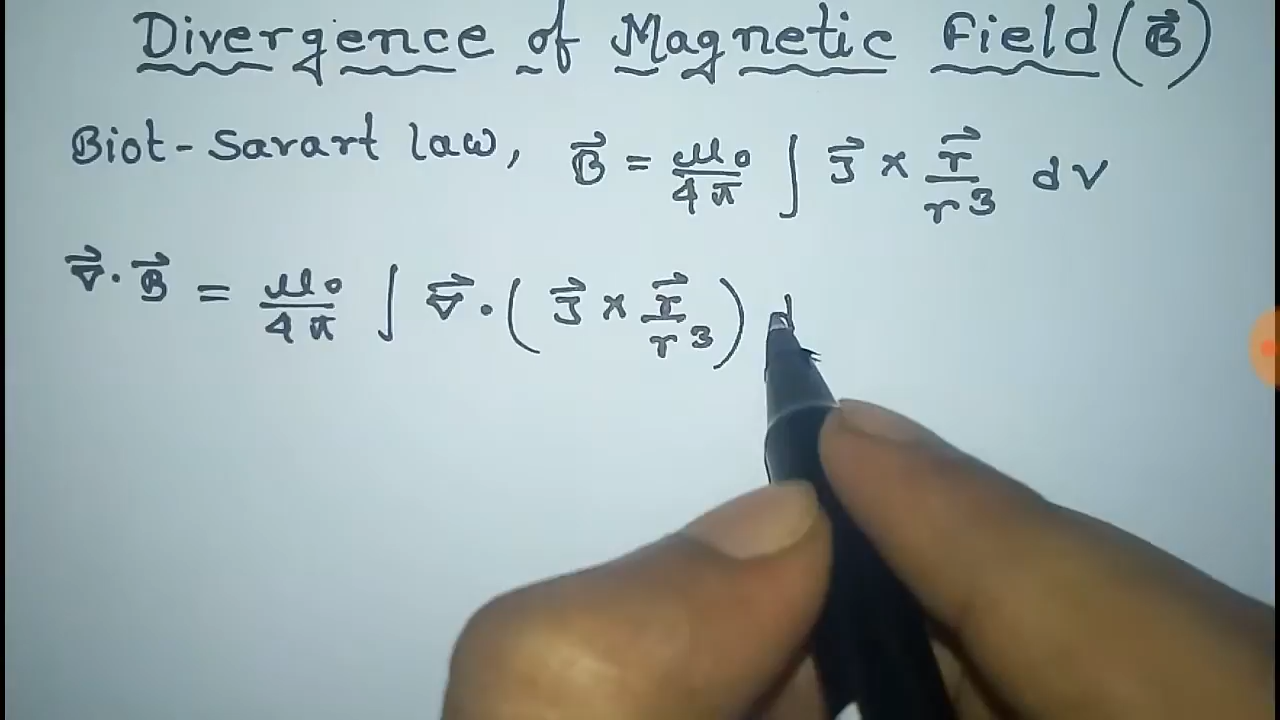 Divergence of Magnetic Field (B⃗)
Biot-Savart law, B⃗ = μ₀/4π ∫ J⃗ × r⃗/r³ dV
∇⃗·B⃗ = μ₀/4π ∫ ∇⃗·(J⃗ × r⃗/r³) d